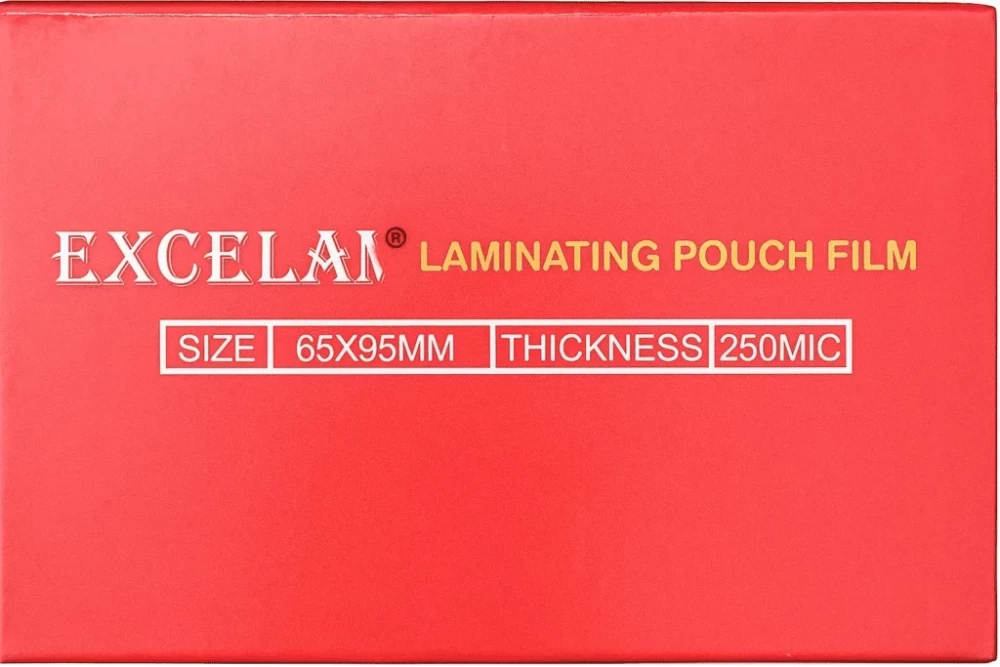 EXCELAM® LAMINATING POUCH FILM
SIZE 65X95MM THICKNESS 250MIC